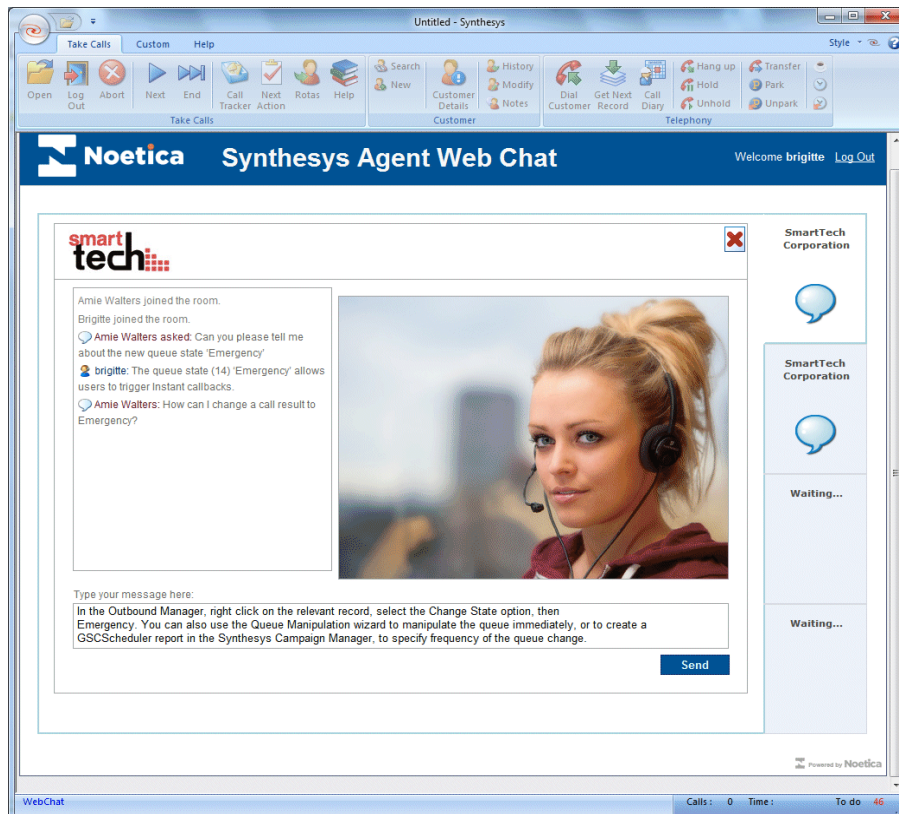 Untitled - Synthesys
Take Calls Custom Help
Style
Open Log Out Abort Next End Call Tracker Next Action Rotas Help
Search
New
Customer Details
History
Modify
Notes
Dial Customer Get Next Record Call Diary
Hang up
Hold
Unhold
Transfer
Park
Unpark
Take Calls Customer Telephony
Noetica Synthesys Agent Web Chat Welcome brigitte Log Out
smart
tech
Amie Walters joined the room.
Brigitte joined the room.
Amie Walters asked: Can you please tell me
about the new queue state 'Emergency'
brigitte: The queue state (14) 'Emergency' allows
users to trigger Instant callbacks.
Amie Walters: How can I change a call result to
Emergency?
Type your message here:
In the Outbound Manager, right click on the relevant record, select the Change State option, then
Emergency. You can also use the Queue Manipulation wizard to manipulate the queue immediately, or to create a
GSCScheduler report in the Synthesys Campaign Manager, to specify frequency of the queue change.
Send
SmartTech
Corporation
SmartTech
Corporation
Waiting...
Waiting...
Powered by Noetica
WebChat Calls : 0 Time : To do 46